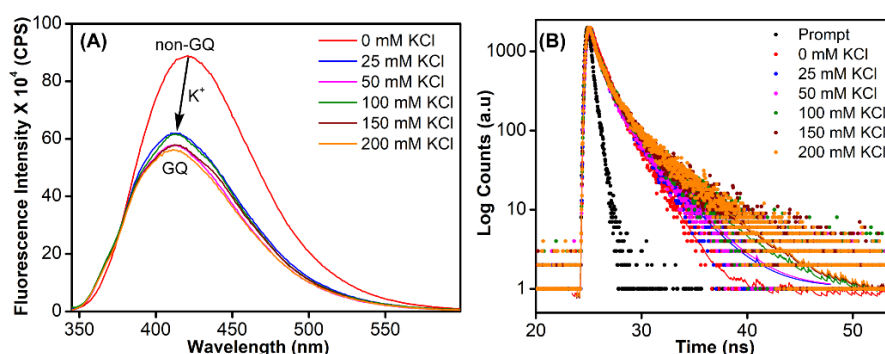 (A)
Fluorescence Intensity X 10⁴ (CPS)
100
80
60
40
20
0
non-GQ
K⁺
GQ
0 mM KCl
25 mM KCl
50 mM KCl
100 mM KCl
150 mM KCl
200 mM KCl
350 400 450 500 550
Wavelength (nm)
(B)
Log Counts (a.u)
1000
100
10
1
Prompt
0 mM KCl
25 mM KCl
50 mM KCl
100 mM KCl
150 mM KCl
200 mM KCl
20 30 40 50
Time (ns)